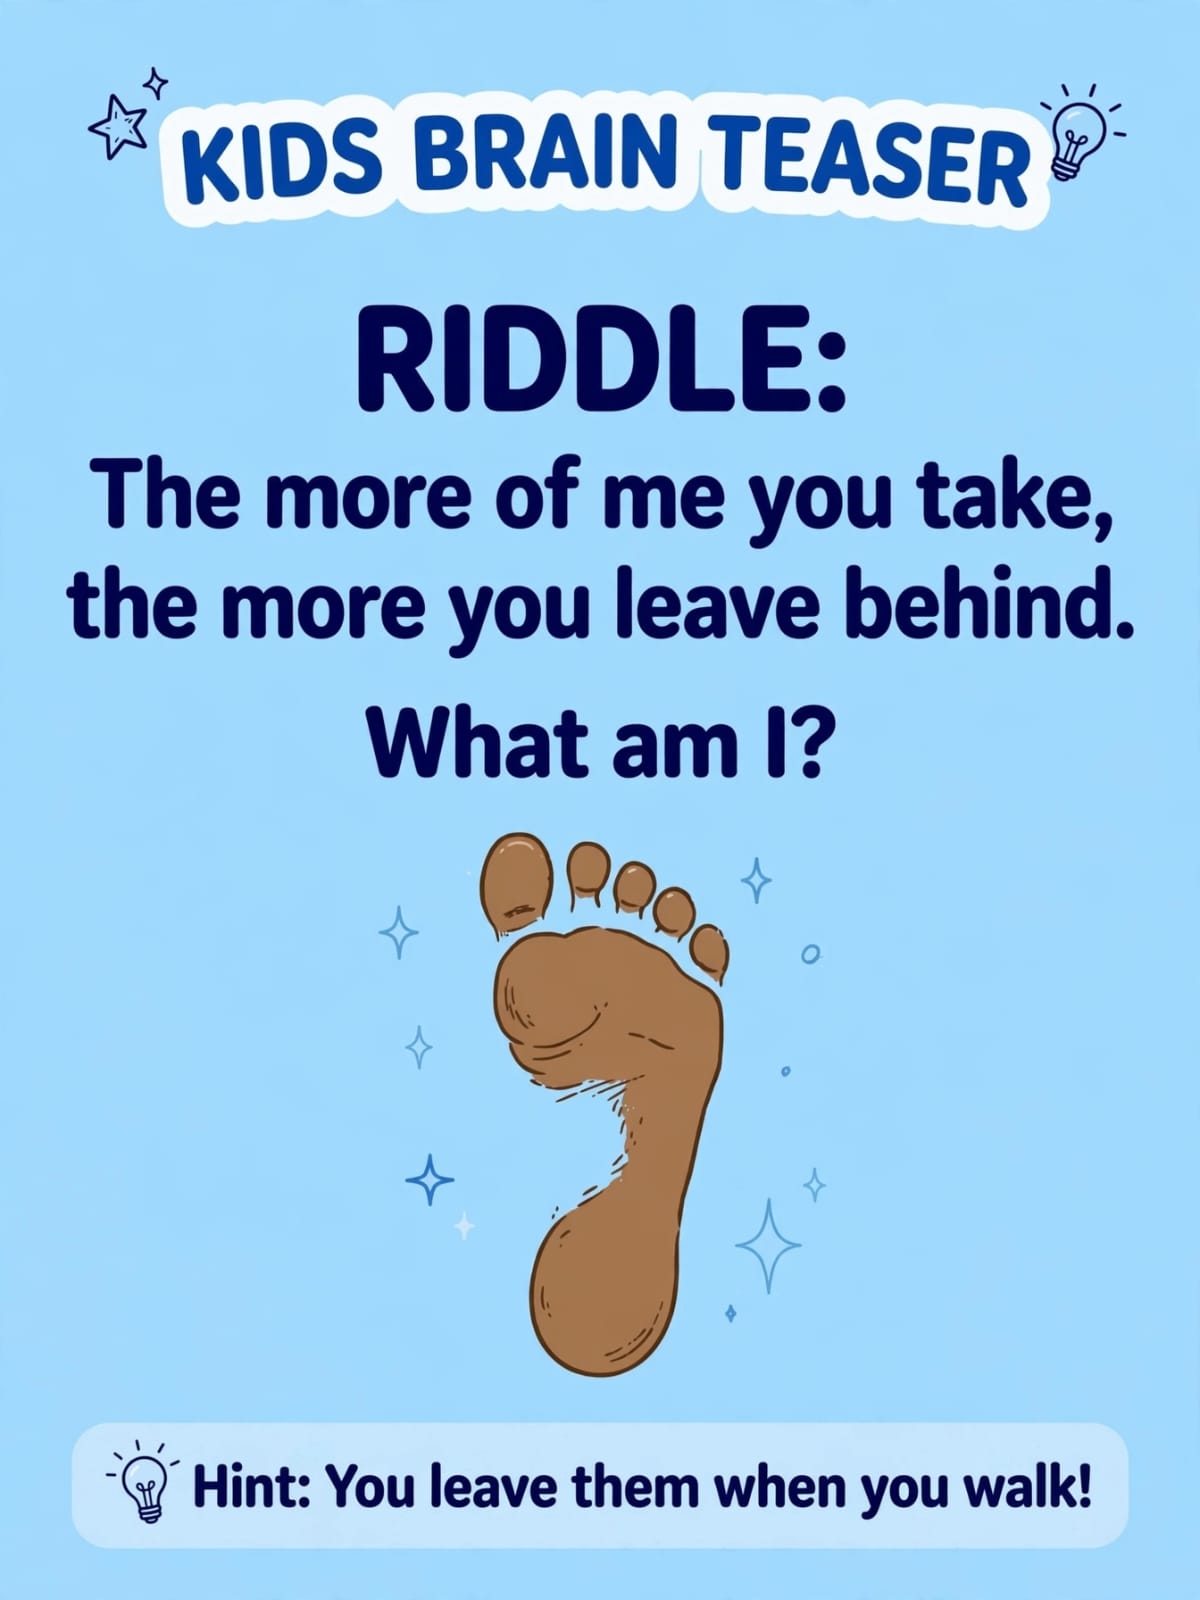 KIDS BRAIN TEASER
RIDDLE:
The more of me you take,
the more you leave behind.
What am I?
Hint: You leave them when you walk!